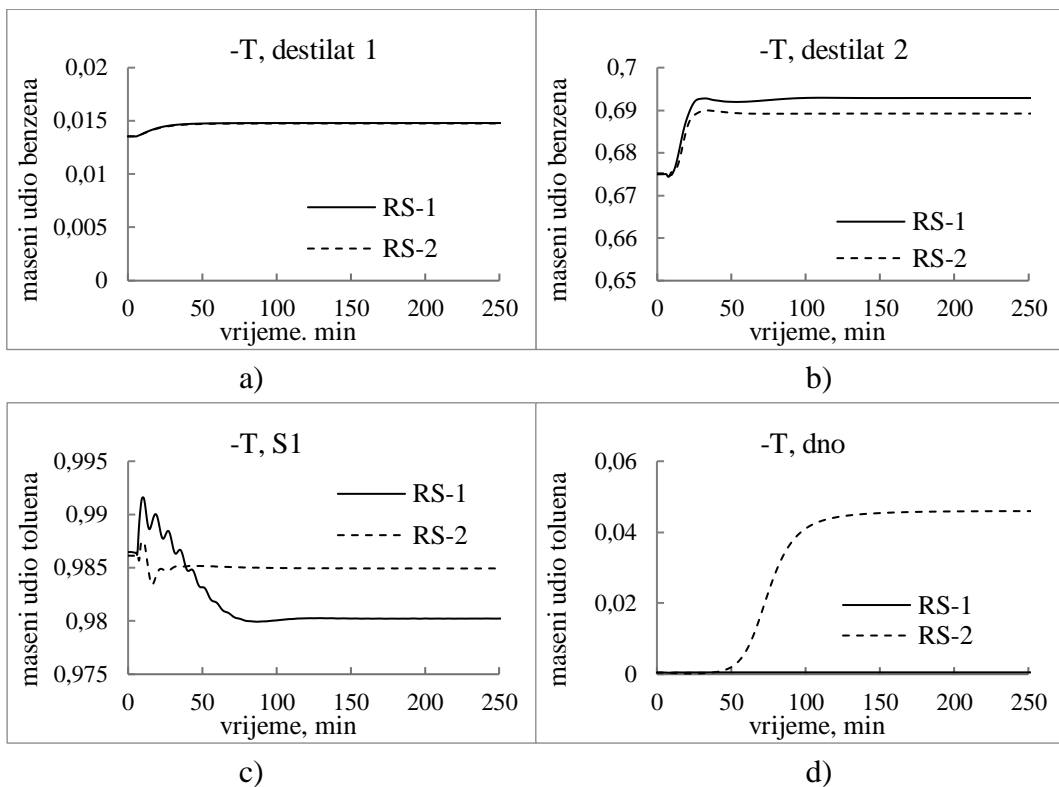 -T, destilat 1
maseni udio benzena
0,02
0,015
0,01
0,005
0
RS-1
RS-2
0 50 100 150 200 250
vrijeme. min
a)
-T, destilat 2
maseni udio benzena
0,7
0,69
0,68
0,67
0,66
0,65
RS-1
RS-2
0 50 100 150 200 250
vrijeme, min
b)
-T, S1
maseni udio toluena
0,995
0,99
0,985
0,98
0,975
RS-1
RS-2
0 50 100 150 200 250
vrijeme, min
c)
-T, dno
maseni udio toluena
0,06
0,04
0,02
0
RS-1
RS-2
0 50 100 150 200 250
vrijeme, min
d)